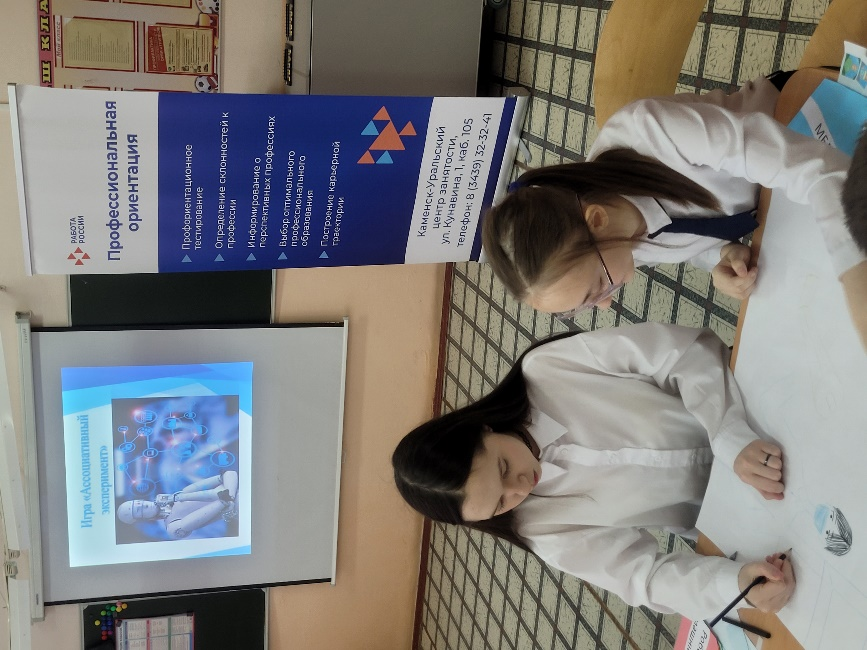 Ш КЛА
РАБОТА
РОССИИ
Профессиональная
ориентация
Профориентационное
тестирование
Определение склонностей к
профессии
Информирование о
перспективных профессиях
Выбор оптимального
профессионального
образования
Построение карьерной
траектории
Каменск-Уральский
центр занятости,
ул. Кунавина, 1, каб, 105
телефон: 8 (3439) 32-32-41
Игра «Ассоциативный
эксперимент»